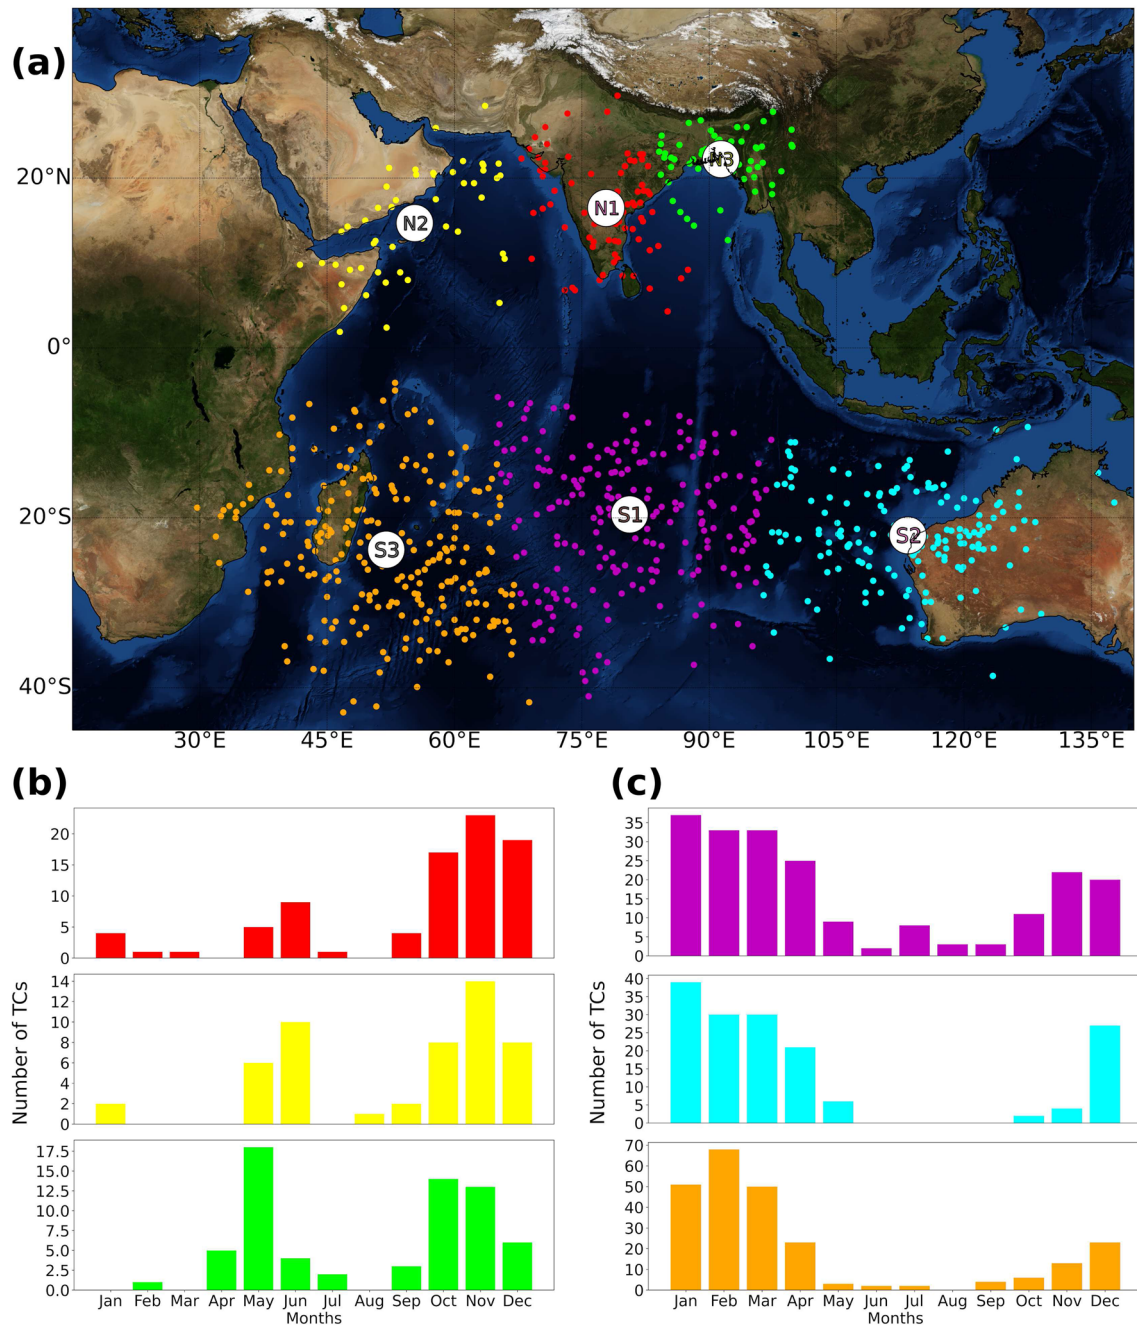 (a)
20°N
0°
20°S
40°S
N1
N2
N3
S1
S2
S3
30°E 45°E 60°E 75°E 90°E 105°E 120°E 135°E
(b)
Number of TCs
20
15
10
5
0
14
12
10
8
6
4
2
0
17.5
15.0
12.5
10.0
7.5
5.0
2.5
0.0
Jan Feb Mar Apr May Jun Jul Aug Sep Oct Nov Dec
Months
(c)
Number of TCs
35
30
25
20
15
10
5
0
40
35
30
25
20
15
10
5
0
70
60
50
40
30
20
10
0
Jan Feb Mar Apr May Jun Jul Aug Sep Oct Nov Dec
Months